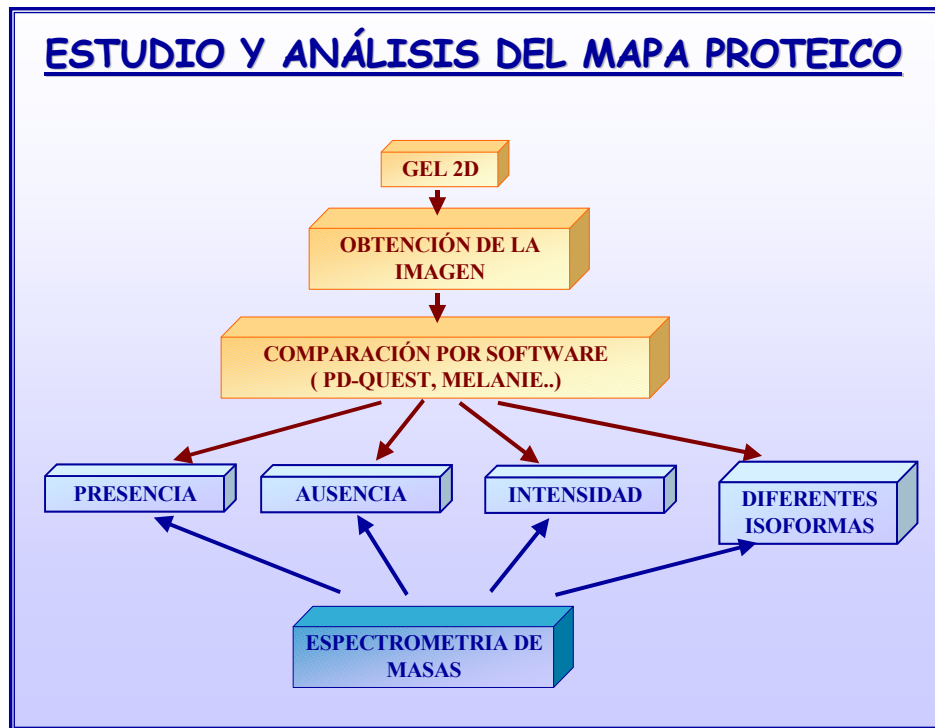 ESTUDIO Y ANÁLISIS DEL MAPA PROTEICO
GEL 2D
OBTENCIÓN DE LA
IMAGEN
COMPARACIÓN POR SOFTWARE
( PD-QUEST, MELANIE..)
PRESENCIA
AUSENCIA
INTENSIDAD
DIFERENTES
ISOFORMAS
ESPECTROMETRIA DE
MASAS